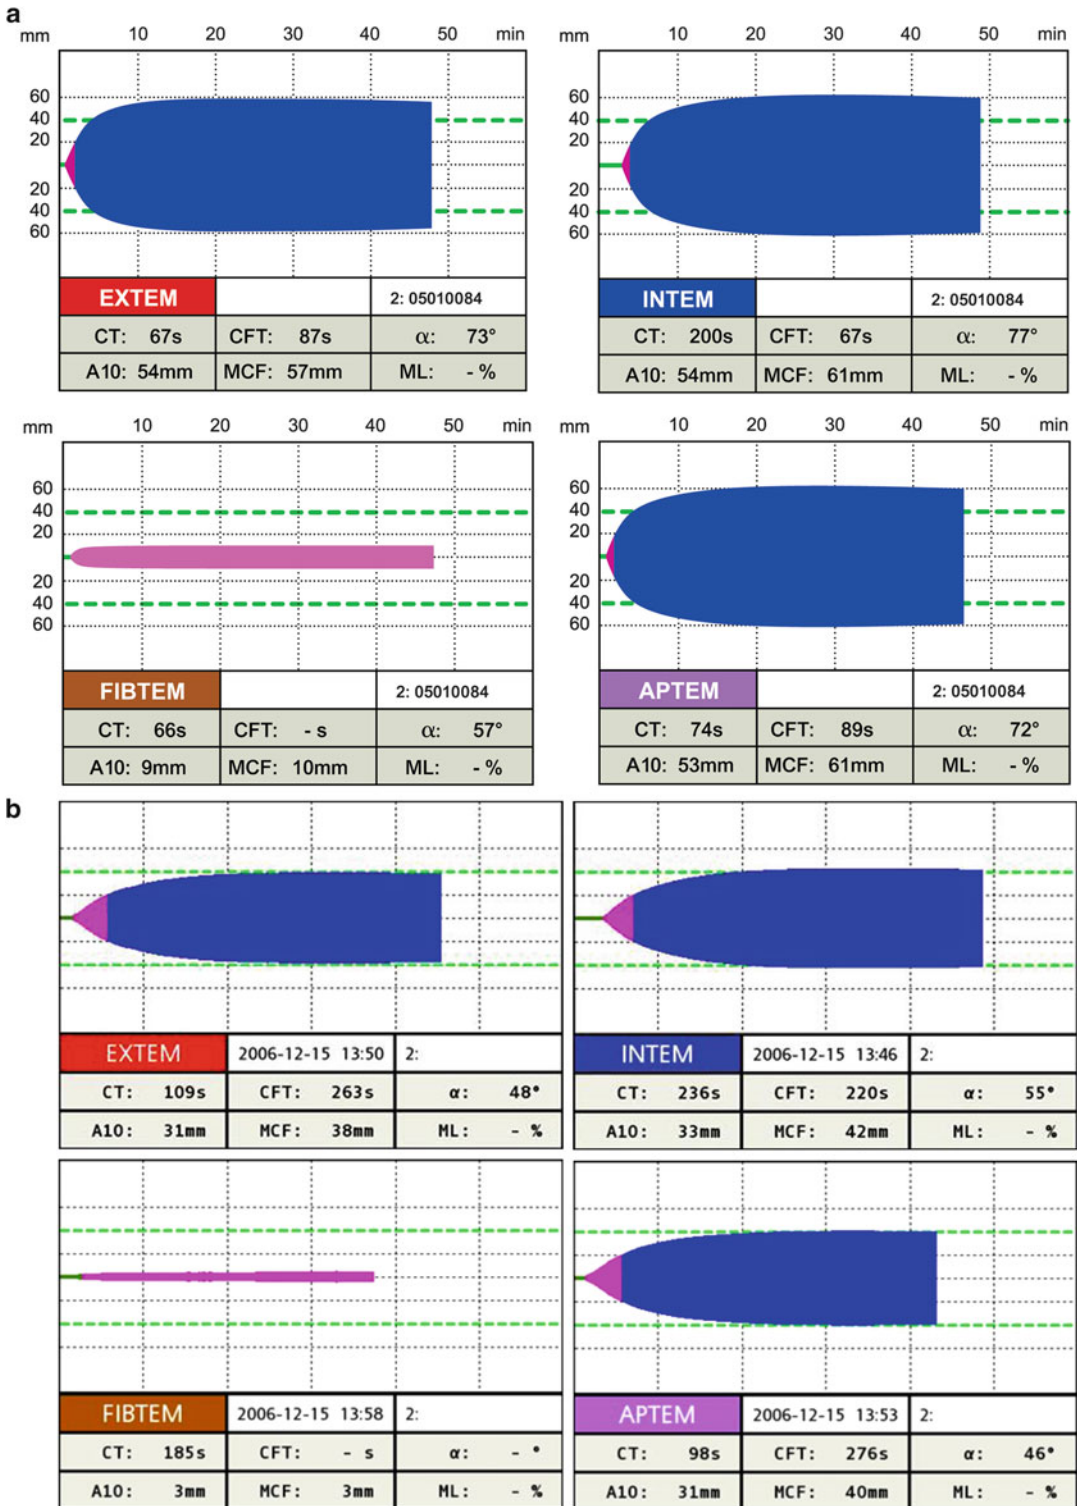 a
mm 10 20 30 40 50 min
60
40
20
20
40
60
EXTEM 2: 05010084
CT: 67s CFT: 87s α: 73°
A10: 54mm MCF: 57mm ML: - %
10 20 30 40 50 min
mm
60
40
20
20
40
60
INTEM 2: 05010084
CT: 200s CFT: 67s α: 77°
A10: 54mm MCF: 61mm ML: - %
mm 10 20 30 40 50 min
60
40
20
20
40
60
FIBTEM 2: 05010084
CT: 66s CFT: - s α: 57°
A10: 9mm MCF: 10mm ML: - %
mm 10 20 30 40 50 min
60
40
20
20
40
60
APTEM 2: 05010084
CT: 74s CFT: 89s α: 72°
A10: 53mm MCF: 61mm ML: - %
b
EXTEM 2006-12-15 13:50 2:
CT: 109s CFT: 263s α: 48°
A10: 31mm MCF: 38mm ML: - %
INTEM 2006-12-15 13:46 2:
CT: 236s CFT: 220s α: 55°
A10: 33mm MCF: 42mm ML: - %
FIBTEM 2006-12-15 13:58 2:
CT: 185s CFT: - s α: - °
A10: 3mm MCF: 3mm ML: - %
APTEM 2006-12-15 13:53 2:
CT: 98s CFT: 276s α: 46°
A10: 31mm MCF: 40mm ML: - %